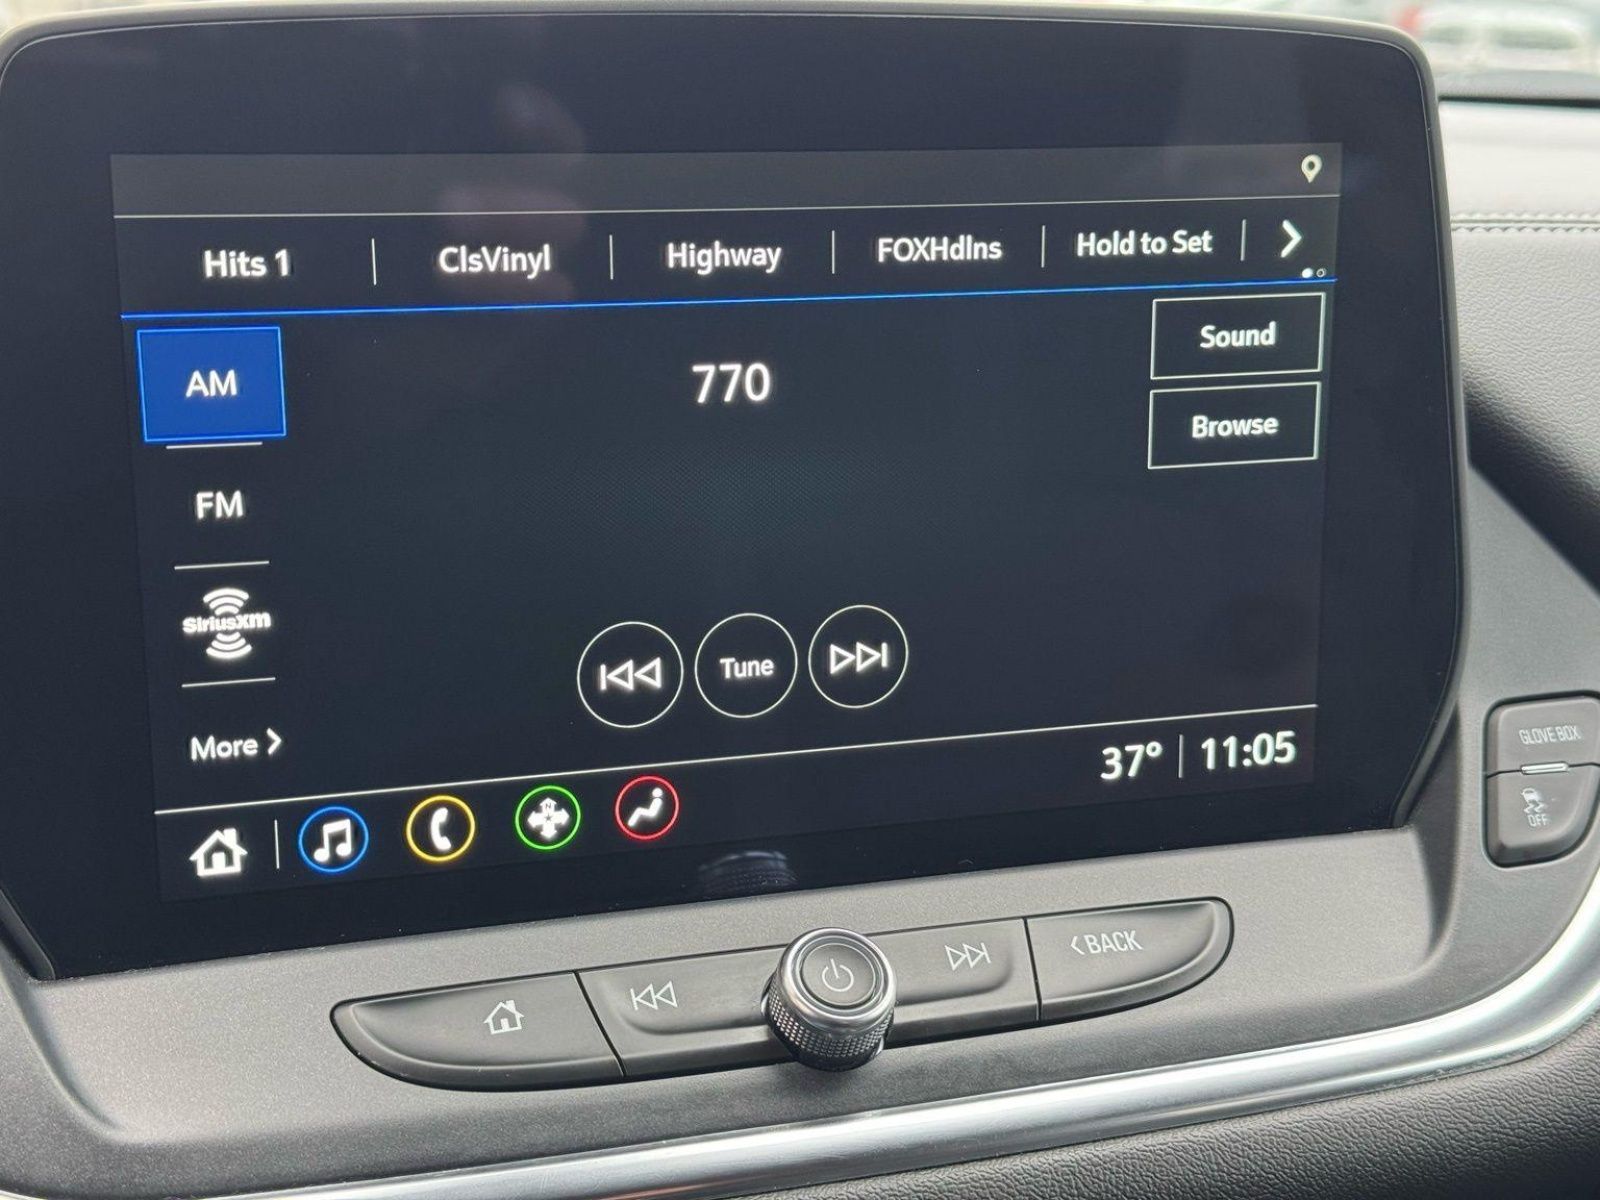 Hits 1
ClsVinyl
Highway
FOXHdlns
Hold to Set
AM
770
Sound
Browse
FM
SiriusXM
Tune
More
37° 11:05
N
GLOVE BOX
OFF
BACK